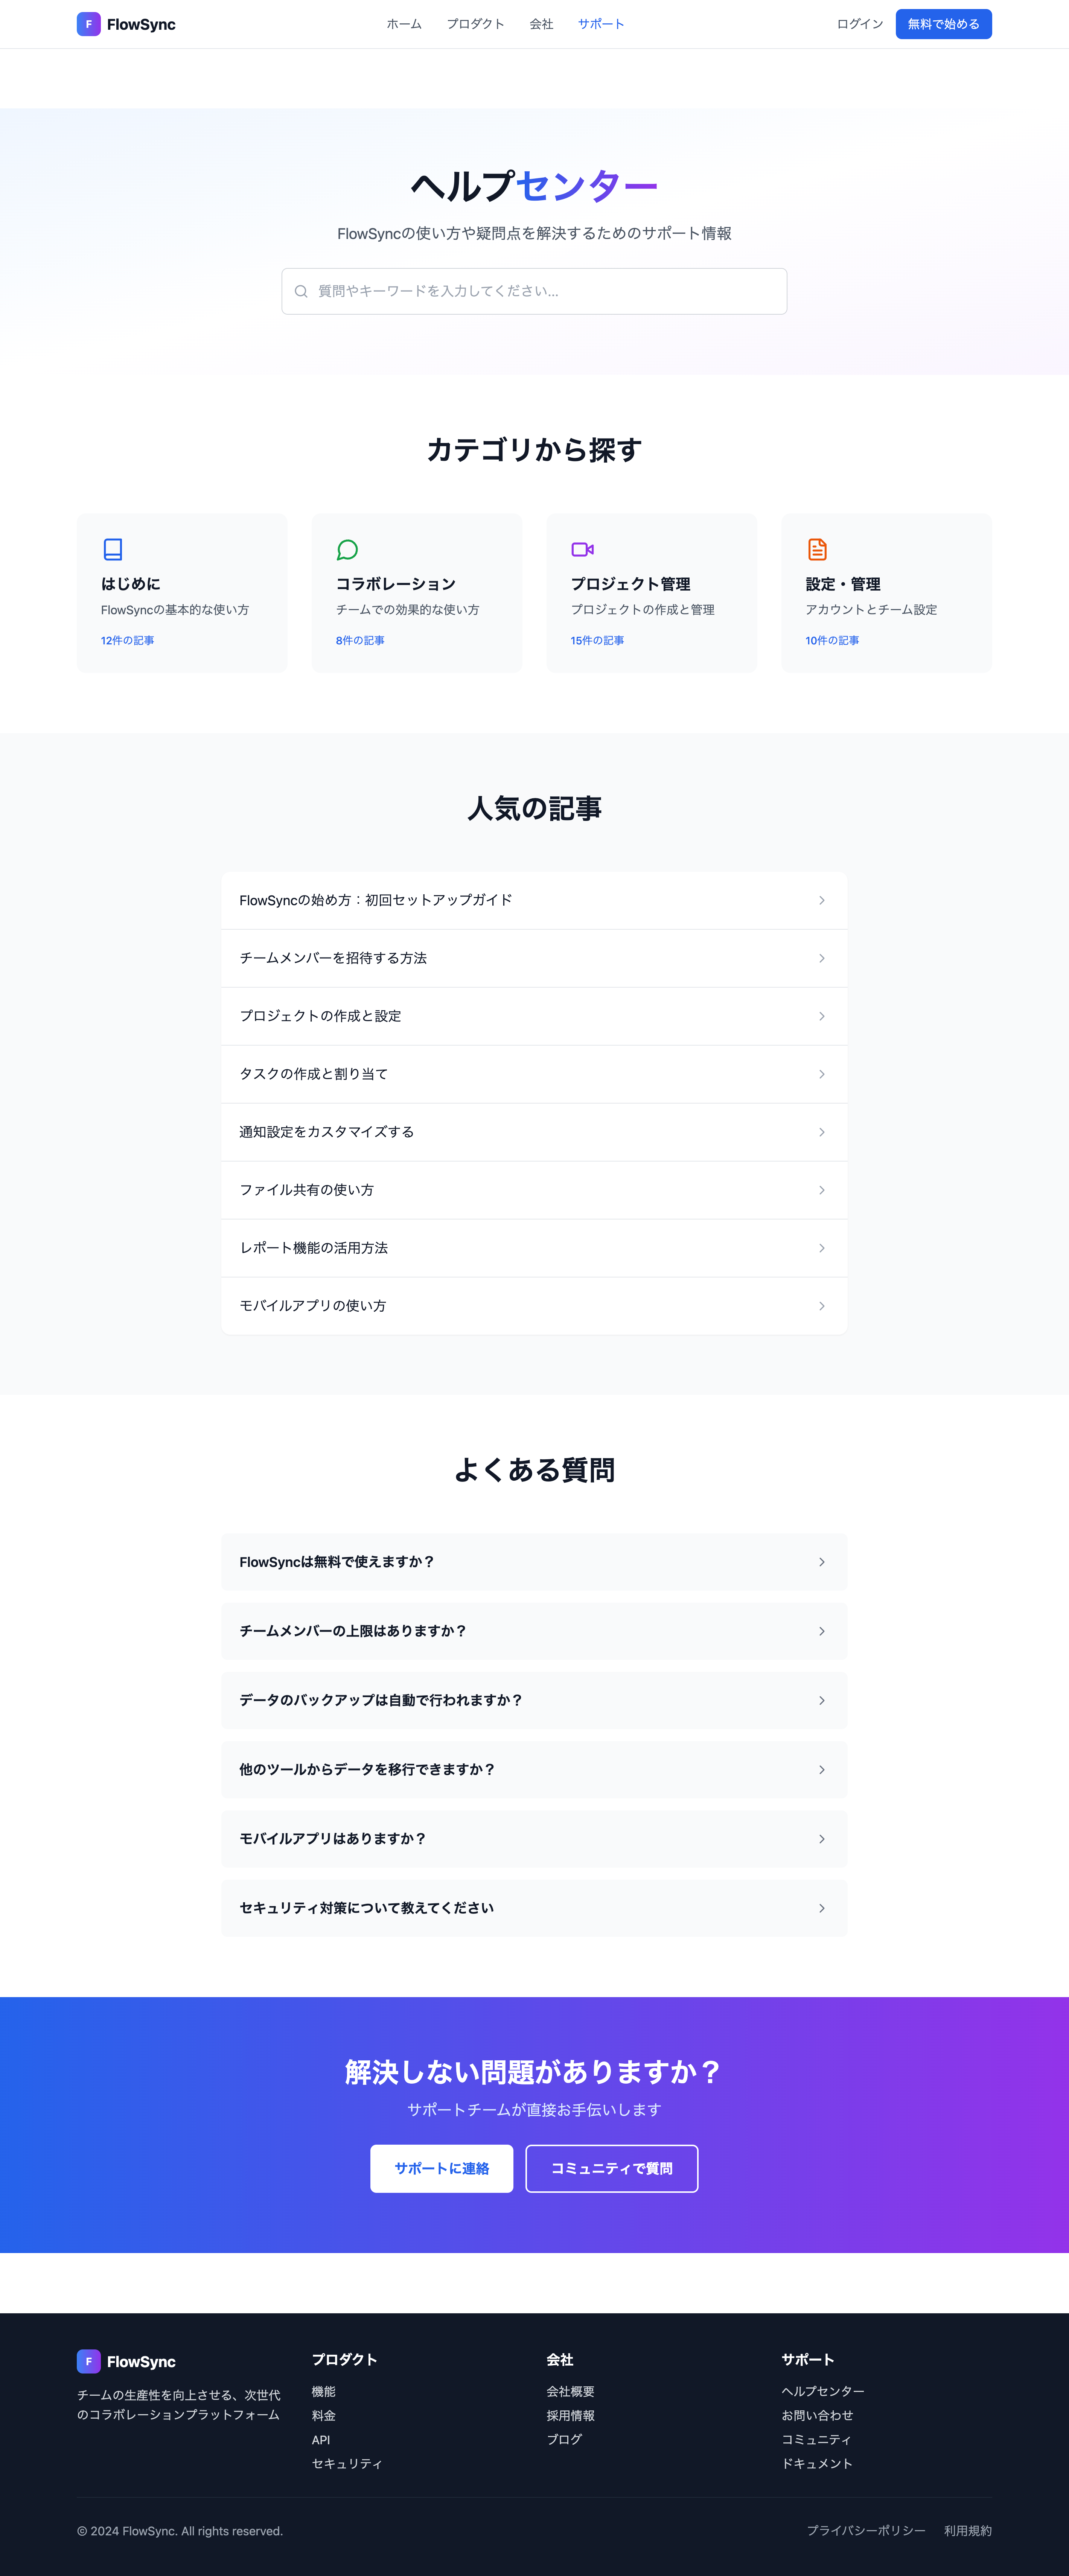 F FlowSync
ホーム プロダクト 会社 サポート
ログイン 無料で始める
ヘルプセンター
FlowSyncの使い方や疑問点を解決するためのサポート情報
質問やキーワードを入力してください...
カテゴリから探す
はじめに
FlowSyncの基本的な使い方
12件の記事
コラボレーション
チームでの効果的な使い方
8件の記事
プロジェクト管理
プロジェクトの作成と管理
15件の記事
設定・管理
アカウントとチーム設定
10件の記事
人気の記事
FlowSyncの始め方：初回セットアップガイド
チームメンバーを招待する方法
プロジェクトの作成と設定
タスクの作成と割り当て
通知設定をカスタマイズする
ファイル共有の使い方
レポート機能の活用方法
モバイルアプリの使い方
よくある質問
FlowSyncは無料で使えますか？
チームメンバーの上限はありますか？
データのバックアップは自動で行われますか？
他のツールからデータを移行できますか？
モバイルアプリはありますか？
セキュリティ対策について教えてください
解決しない問題がありますか？
サポートチームが直接お手伝いします
サポートに連絡 コミュニティで質問
F FlowSync
チームの生産性を向上させる、次世代
のコラボレーションプラットフォーム
プロダクト
機能
料金
API
セキュリティ
会社
会社概要
採用情報
ブログ
サポート
ヘルプセンター
お問い合わせ
コミュニティ
ドキュメント
© 2024 FlowSync. All rights reserved.
プライバシーポリシー 利用規約